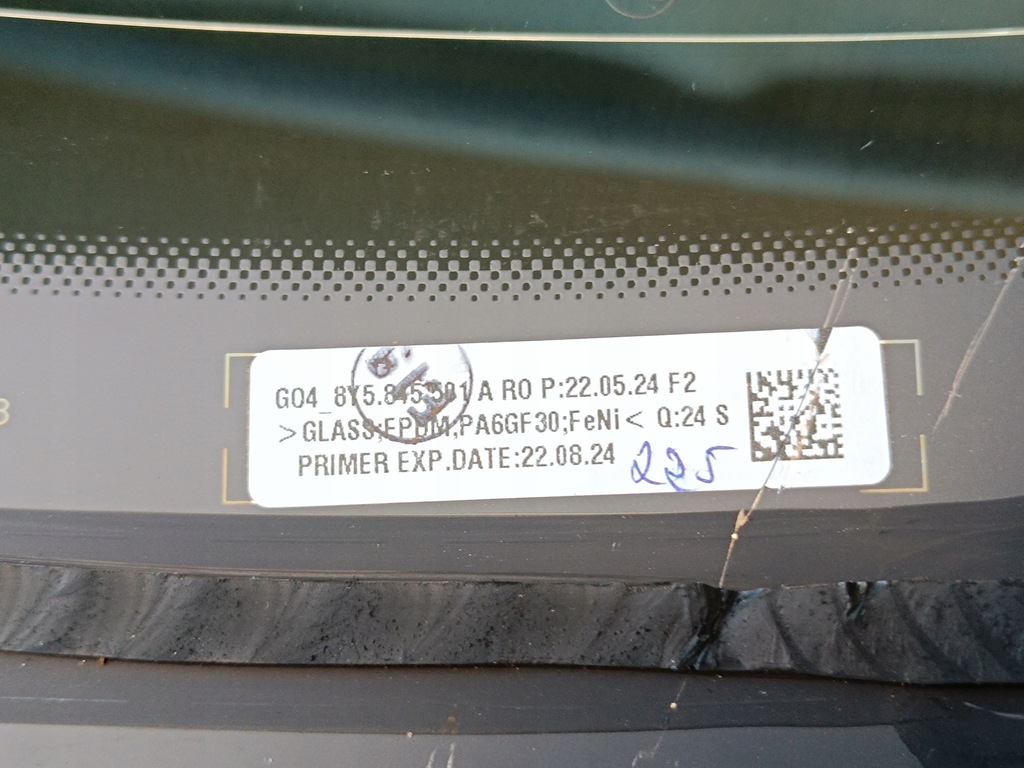 G04_8Y5.845.501 A R0 P:22.05.24 F2
>GLASS;EPDM;PA6GF30;FeNi< Q:24 S
PRIMER EXP.DATE:22.08.24 225